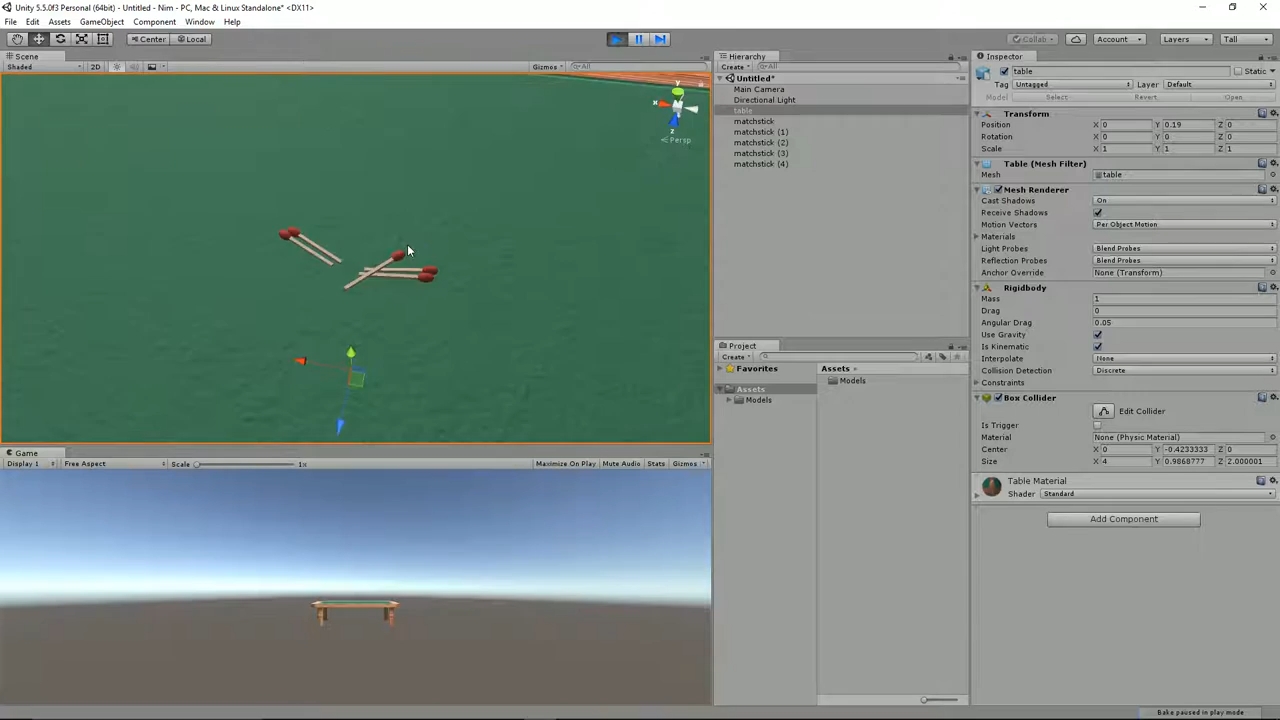 Unity 5.5.0f3 Personal (64bit) - Untitled - Nim - PC, Mac & Linux Standalone* <DX11>
File Edit Assets GameObject Component Window Help
Center Local Collab Account Layers Tall
Scene
Shaded 2D Gizmos All
y
x
z
Persp
Hierarchy
Create All
Untitled*
Main Camera
Directional Light
table
matchstick
matchstick (1)
matchstick (2)
matchstick (3)
matchstick (4)
Project
Create
Favorites
Assets
Models
Assets
Models
Inspector
table Static
Tag Untagged Layer Default
Model Select Revert Open
Transform
Position X 0 Y 0.19 Z 0
Rotation X 0 Y 0 Z 0
Scale X 1 Y 1 Z 1
Table (Mesh Filter)
Mesh table
Mesh Renderer
Cast Shadows On
Receive Shadows
Motion Vectors Per Object Motion
Materials
Light Probes Blend Probes
Reflection Probes Blend Probes
Anchor Override None (Transform)
Rigidbody
Mass 1
Drag 0
Angular Drag 0.05
Use Gravity
Is Kinematic
Interpolate None
Collision Detection Discrete
Constraints
Box Collider
Edit Collider
Is Trigger
Material None (Physic Material)
Center X 0 Y -0.4233333 Z 0
Size X 4 Y 0.9868777 Z 2.000001
Table Material
Shader Standard
Add Component
Game
Display 1 Free Aspect Scale 1x Maximize On Play Mute Audio Stats Gizmos
Bake paused in play mode